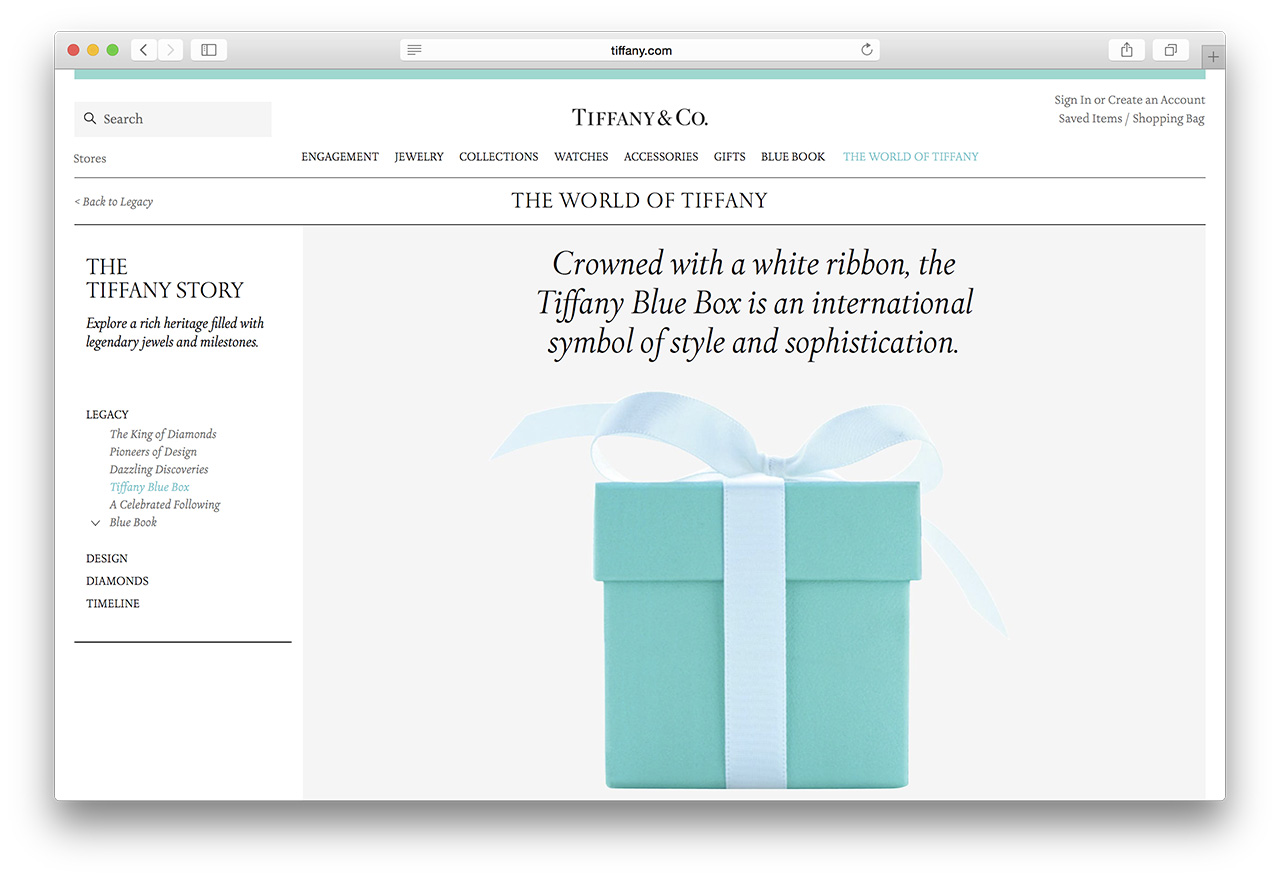 tiffany.com
Search
TIFFANY & CO.
Sign In or Create an Account
Saved Items / Shopping Bag
Stores
ENGAGEMENT JEWELRY COLLECTIONS WATCHES ACCESSORIES GIFTS BLUE BOOK THE WORLD OF TIFFANY
< Back to Legacy
THE WORLD OF TIFFANY
THE
TIFFANY STORY
Explore a rich heritage filled with
legendary jewels and milestones.
LEGACY
The King of Diamonds
Pioneers of Design
Dazzling Discoveries
Tiffany Blue Box
A Celebrated Following
Blue Book
DESIGN
DIAMONDS
TIMELINE
Crowned with a white ribbon, the
Tiffany Blue Box is an international
symbol of style and sophistication.